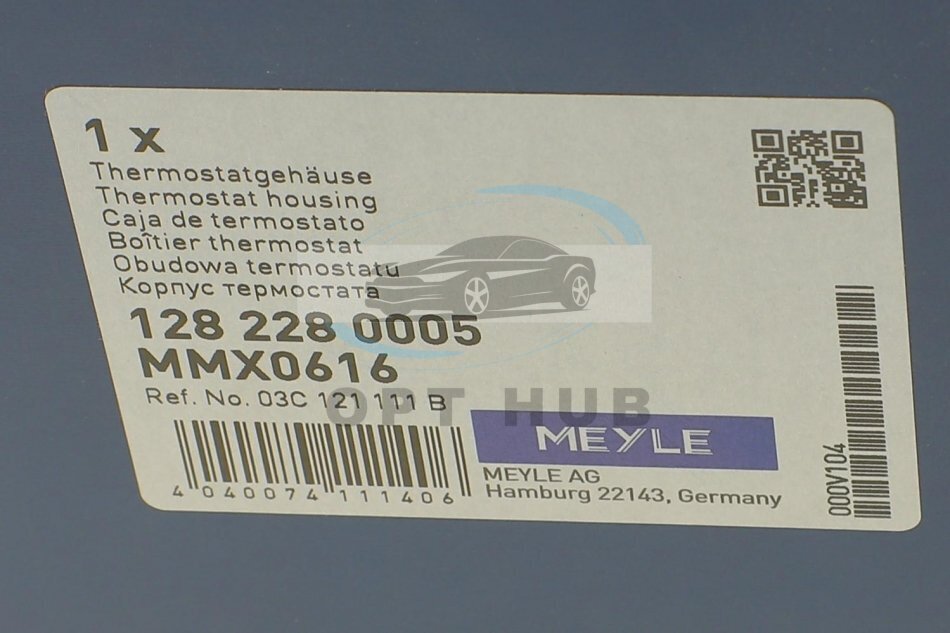 1 x
Thermostatgehäuse
Thermostat housing
Caja de termostato
Boîtier thermostat
Obudowa termostatu
Корпус термостата
128 228 0005
MMX0616
Ref. No. 03C 121 111 B
OPT HUB
MEYLE
MEYLE AG
Hamburg 22143, Germany
4 040074 111406
000V104